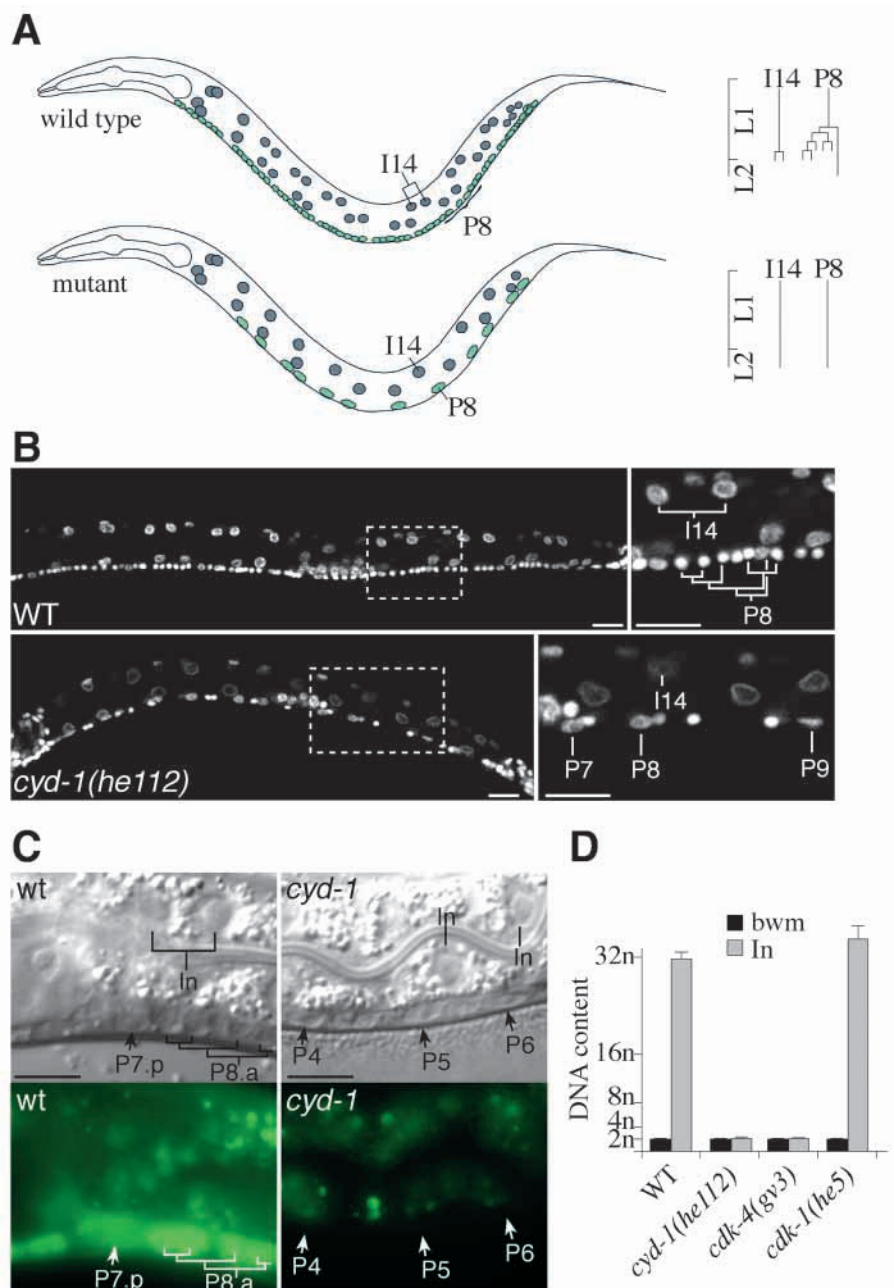 A
wild type
I14
P8
I14 P8
L1
L2
mutant
I14
P8
I14 P8
L1
L2
B
WT
I14
P8
cyd-1(he112)
I14
P7 P8 P9
C
wt
In
P7.p
P8.a
cyd-1
In
In
P4
P5
P6
wt
P7.p
P8.a
cyd-1
P4
P5
P6
D
bwm
In
DNA content
32n
16n
8n
4n
2n
WT
cyd-1(he112)
cdk-4(gv3)
cdk-1(he5)